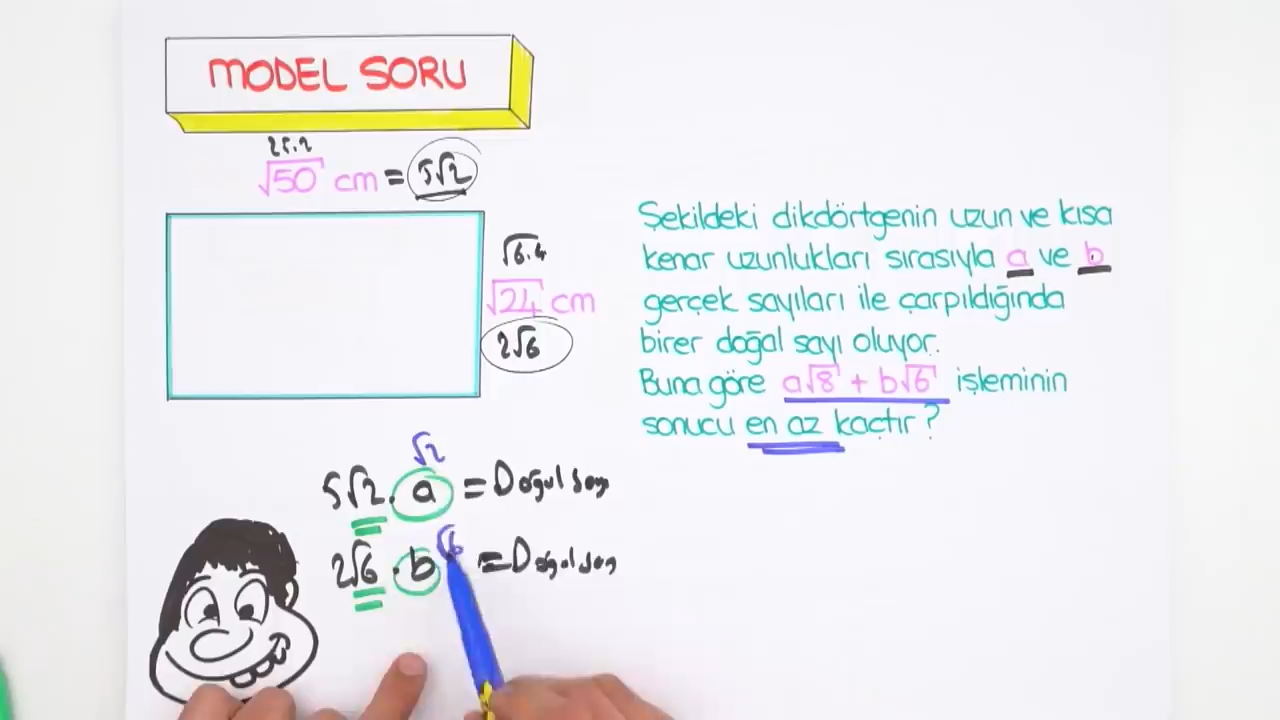 MODEL SORU
25.2
√50 cm = 5√2
√6.4
√24 cm
2√6
Şekildeki dikdörtgenin uzun ve kısa
kenar uzunlukları sırasıyla a ve b
gerçek sayıları ile çarpıldığında
birer doğal sayı oluyor.
Buna göre a√8 + b√6 işleminin
sonucu en az kaçtır?
√2
5√2 . a = Doğal sayı
√6
2√6 . b = Doğal sayı